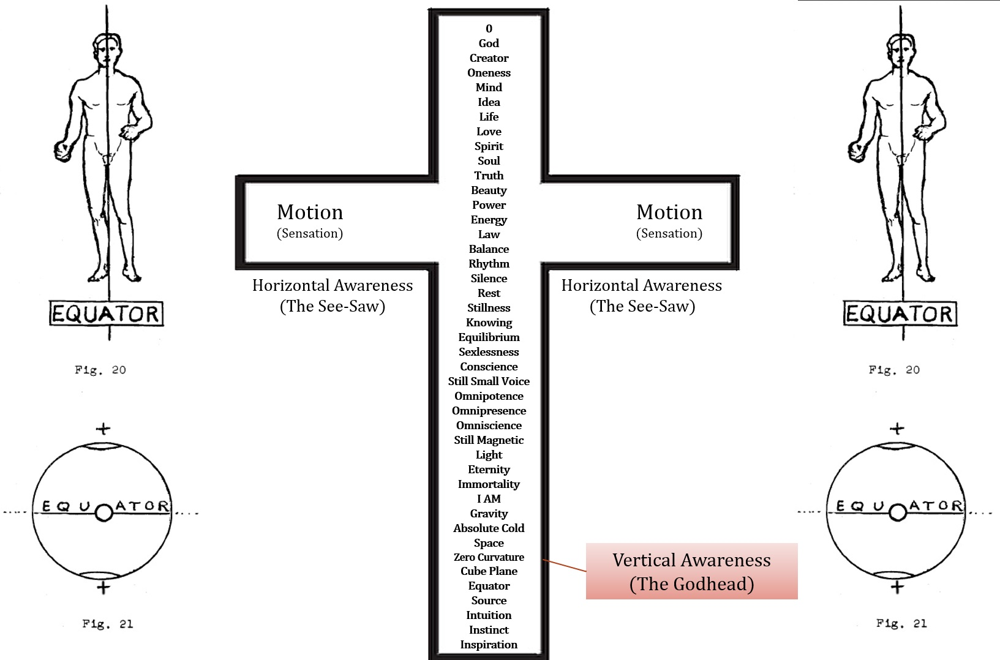 0
God
Creator
Oneness
Mind
Idea
Life
Love
Spirit
Soul
Truth
Beauty
Power
Energy
Law
Balance
Rhythm
Silence
Rest
Stillness
Knowing
Equilibrium
Sexlessness
Conscience
Still Small Voice
Omnipotence
Omnipresence
Omniscience
Still Magnetic
Light
Eternity
Immortality
I AM
Gravity
Absolute Cold
Space
Zero Curvature
Cube Plane
Equator
Source
Intuition
Instinct
Inspiration
Motion
(Sensation)
Motion
(Sensation)
Horizontal Awareness
(The See-Saw)
Horizontal Awareness
(The See-Saw)
Vertical Awareness
(The Godhead)
EQUATOR
Fig. 20
+
EQUATOR
+
Fig. 21
EQUATOR
Fig. 20
+
EQUATOR
+
Fig. 21